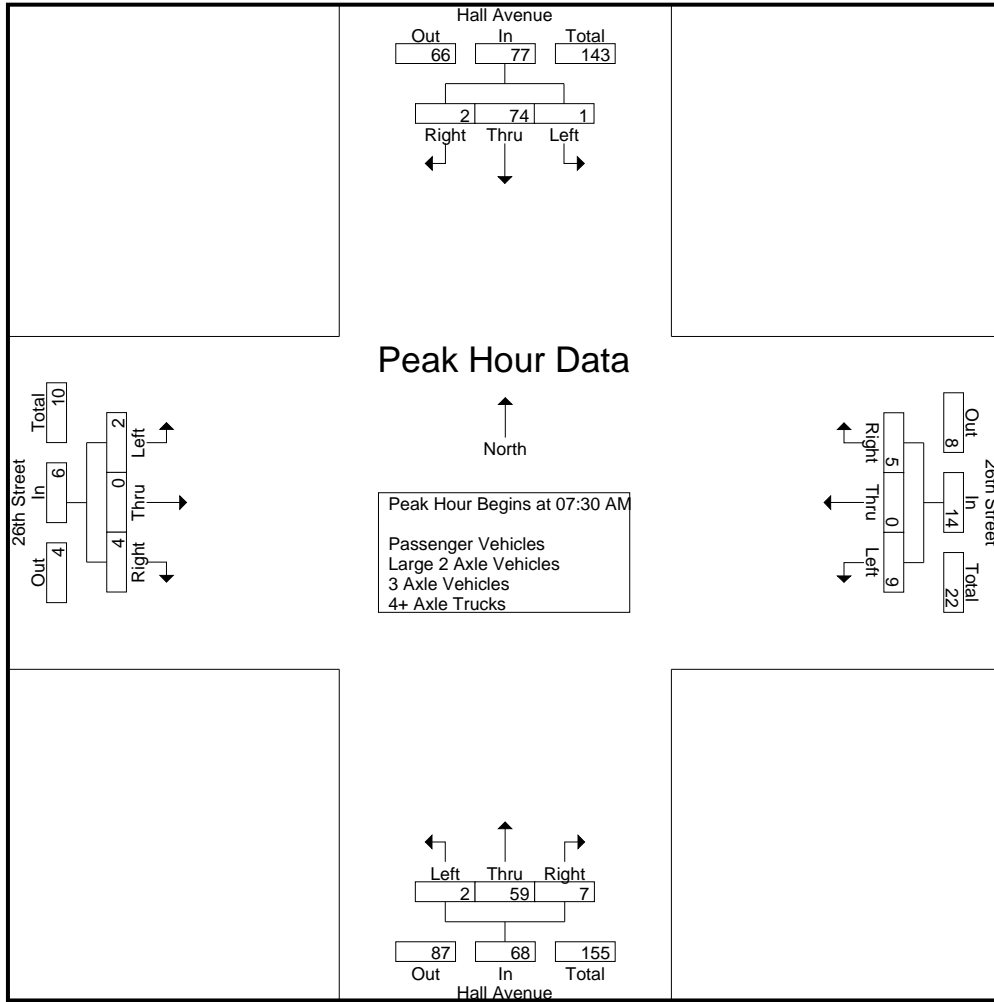 Hall Avenue
Out In Total
66 77 143
2 74 1
Right Thru Left
Peak Hour Data
North
Peak Hour Begins at 07:30 AM
Passenger Vehicles
Large 2 Axle Vehicles
3 Axle Vehicles
4+ Axle Trucks
26th Street
Total In Out
10 6 4
2 0 4
Left Thru Right
Right Thru Left
5 0 9
8 14 22
Out In Total
26th Street
Left Thru Right
2 59 7
87 68 155
Out In Total
Hall Avenue